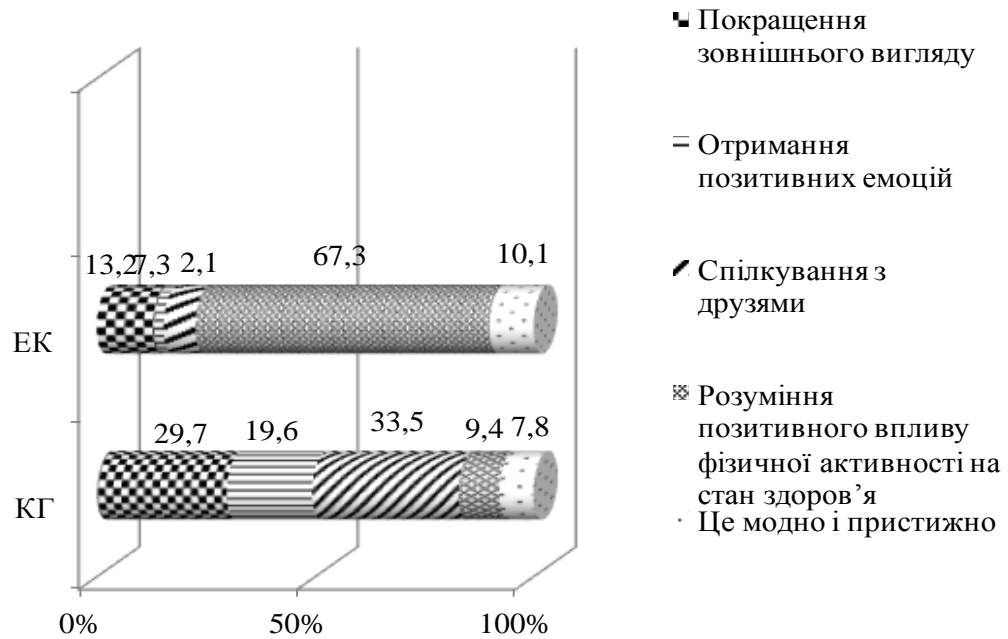 Покращення
зовнішнього вигляду
Отримання
позитивних емоцій
Спілкування з
друзями
Розуміння
позитивного впливу
фізичної активності на
стан здоров’я
Це модно і пристижно
13,2 7,3 2,1 67,3 10,1
ЕК
29,7 19,6 33,5 9,4 7,8
КГ
0% 50% 100%